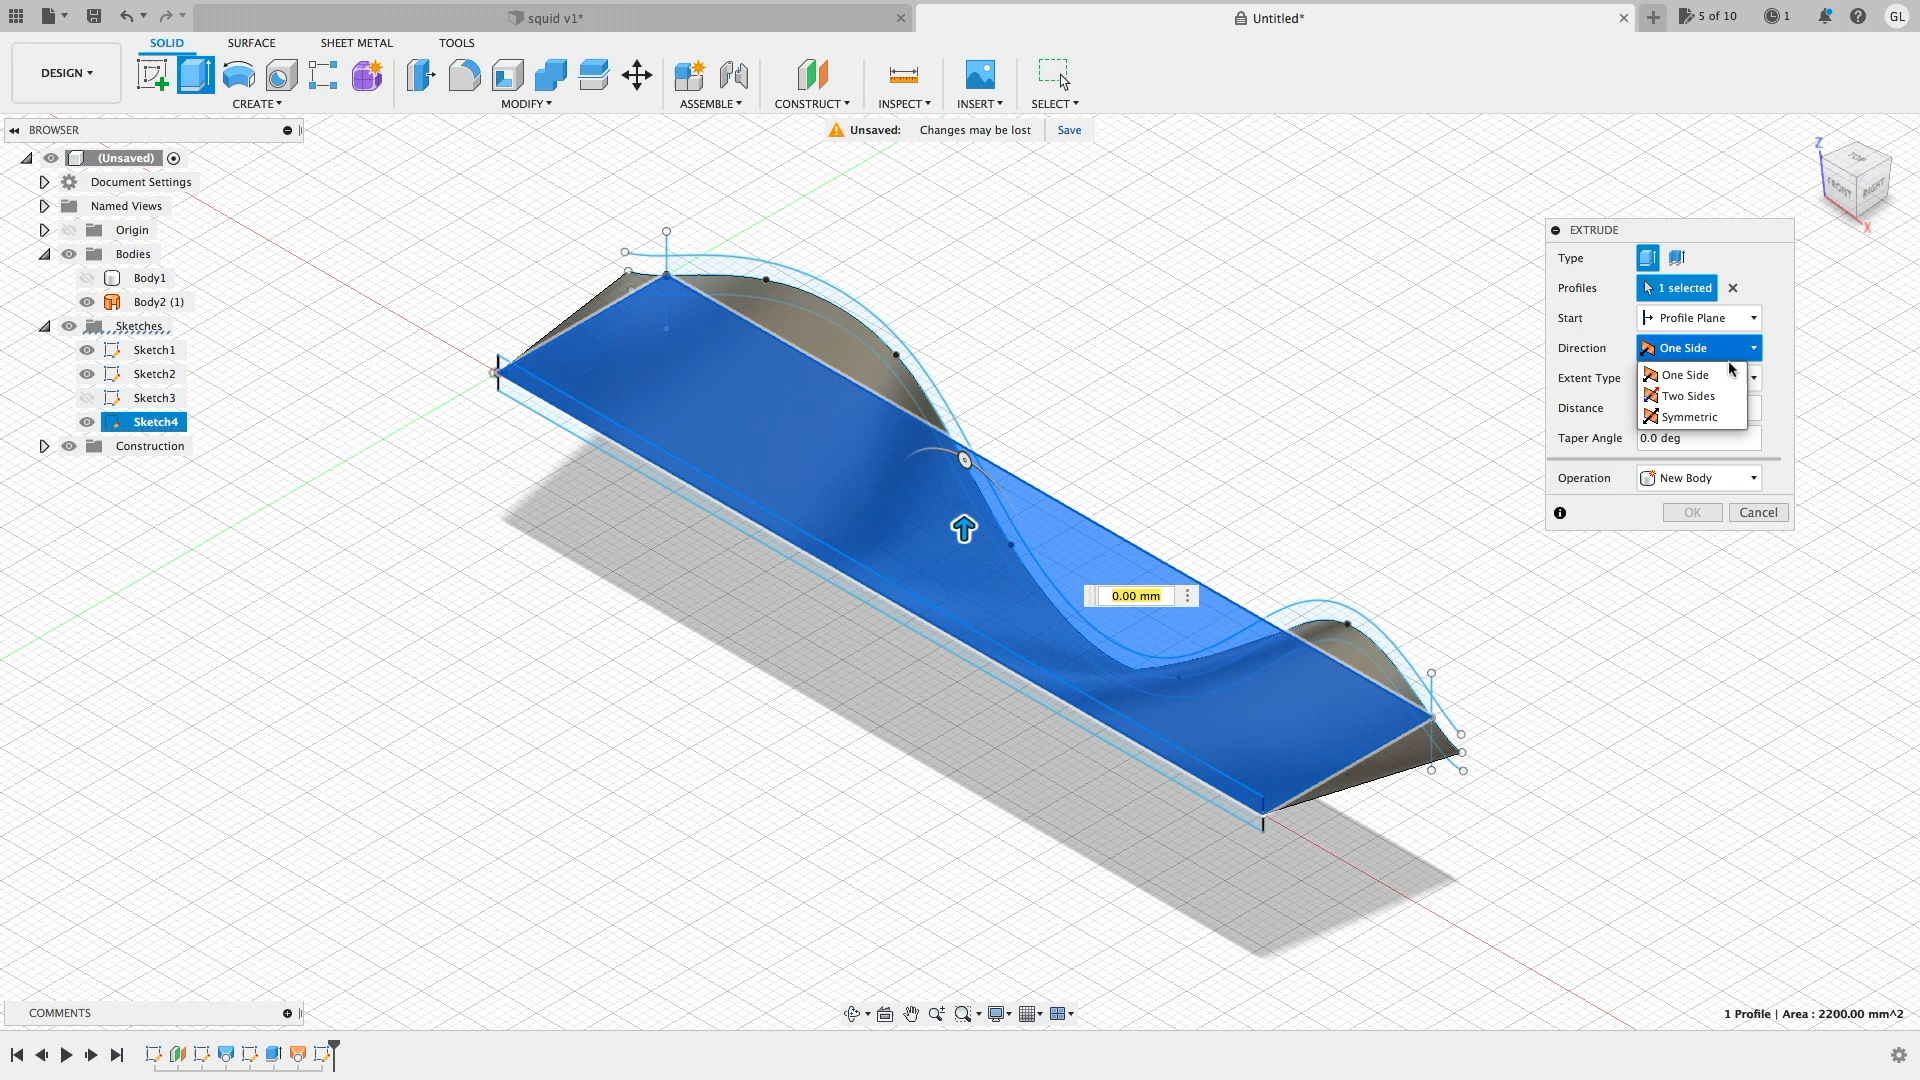 squid v1*
Untitled*
5 of 10
1
GL
DESIGN
SOLID
SURFACE
SHEET METAL
TOOLS
CREATE
MODIFY
ASSEMBLE
CONSTRUCT
INSPECT
INSERT
SELECT
BROWSER
Unsaved: Changes may be lost
Save
(Unsaved)
Document Settings
Named Views
Origin
Bodies
Body1
Body2 (1)
Sketches
Sketch1
Sketch2
Sketch3
Sketch4
Construction
Z
TOP
FRONT
RIGHT
X
EXTRUDE
Type
Profiles
1 selected
Start
Profile Plane
Direction
One Side
Extent Type
One Side
Two Sides
Distance
Symmetric
Taper Angle
0.0 deg
Operation
New Body
OK
Cancel
0.00 mm
COMMENTS
1 Profile | Area : 2200.00 mm^2